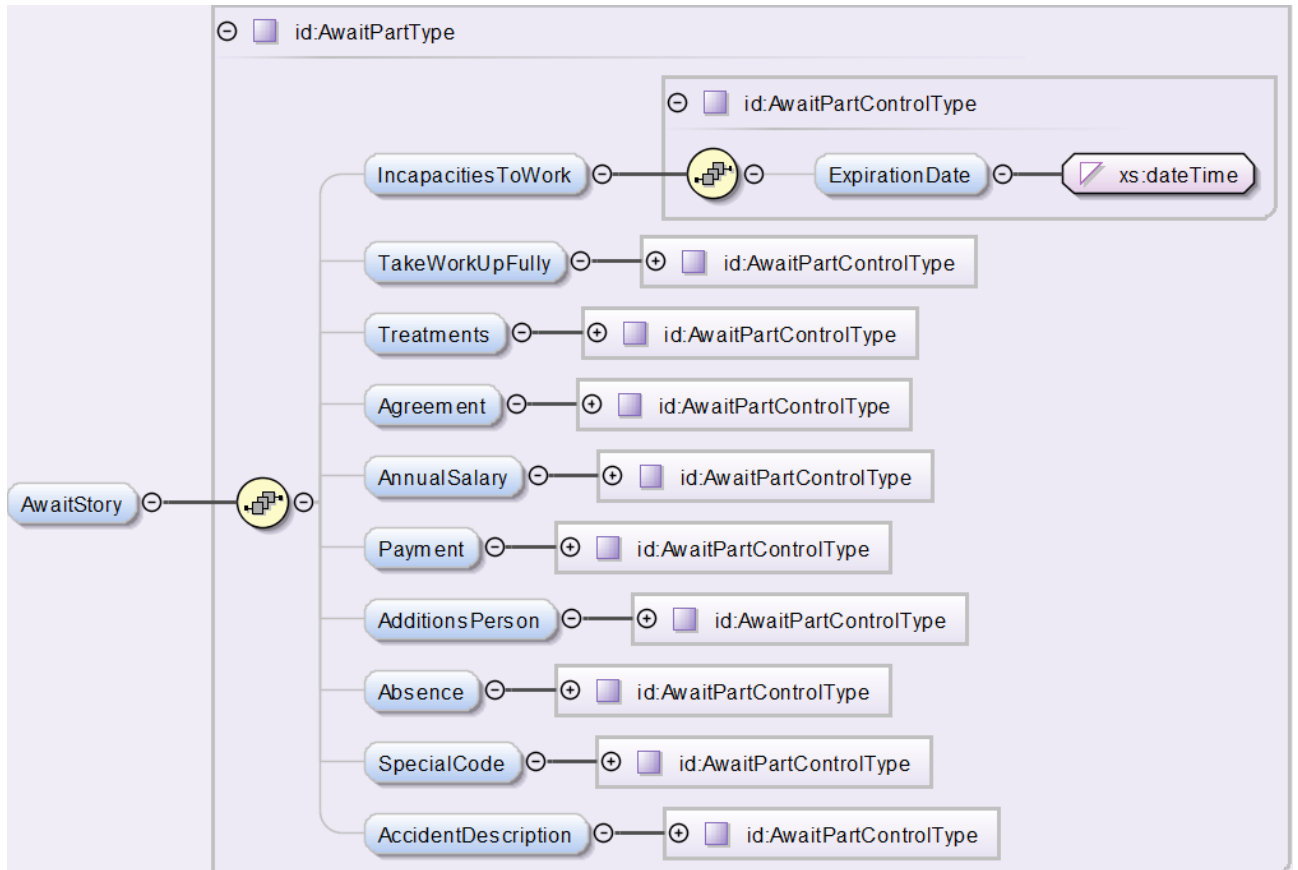 id:AwaitPartType
id:AwaitPartControlType
IncapacitiesToWork
ExpirationDate
xs:dateTime
TakeWorkUpFully
id:AwaitPartControlType
Treatments
id:AwaitPartControlType
Agreement
id:AwaitPartControlType
AnnualSalary
id:AwaitPartControlType
AwaitStory
Payment
id:AwaitPartControlType
AdditionsPerson
id:AwaitPartControlType
Absence
id:AwaitPartControlType
SpecialCode
id:AwaitPartControlType
AccidentDescription
id:AwaitPartControlType